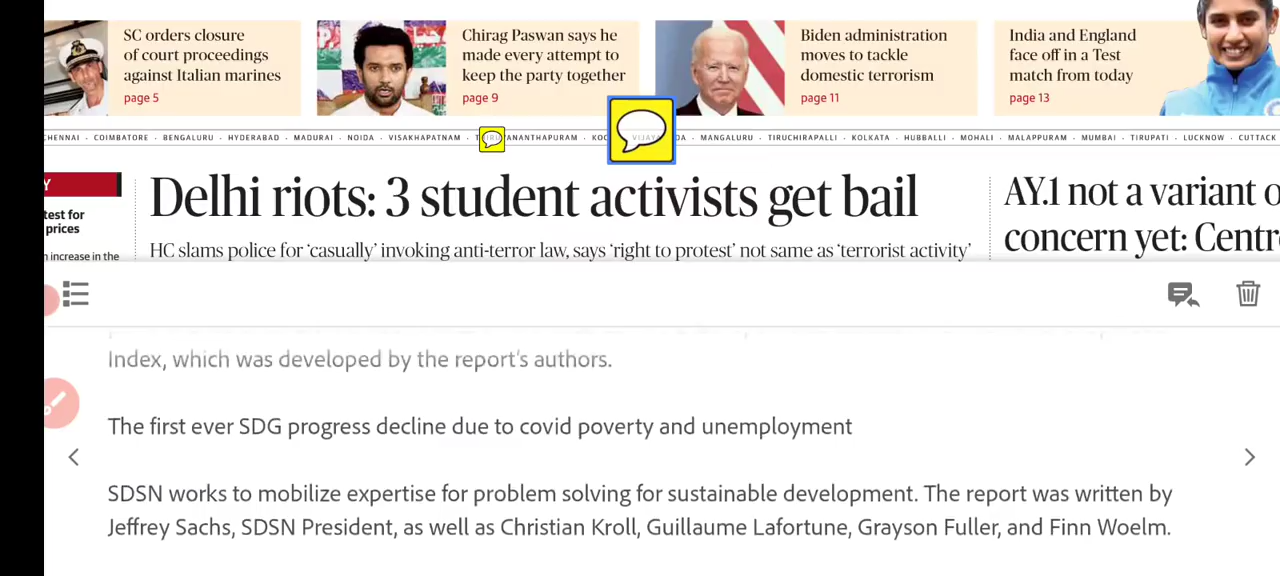 SC orders closure
of court proceedings
against Italian marines
page 5
Chirag Paswan says he
made every attempt to
keep the party together
page 9
Biden administration
moves to tackle
domestic terrorism
page 11
India and England
face off in a Test
match from today
page 13
CHENNAI · COIMBATORE · BENGALURU · HYDERABAD · MADURAI · NOIDA · VISAKHAPATNAM · · MANGALURU · TIRUCHIRAPALLI · KOLKATA · HUBBALLI · MOHALI · MALAPPURAM · MUMBAI · TIRUPATI · LUCKNOW · CUTTACK
Y
test for
prices
increase in the
Delhi riots: 3 student activists get bail
HC slams police for ‘casually’ invoking anti-terror law, says ‘right to protest’ not same as ‘terrorist activity’
AY.1 not a variant o
concern yet: Centr
Index, which was developed by the report's authors.
The first ever SDG progress decline due to covid poverty and unemployment
SDSN works to mobilize expertise for problem solving for sustainable development. The report was written by
Jeffrey Sachs, SDSN President, as well as Christian Kroll, Guillaume Lafortune, Grayson Fuller, and Finn Woelm.